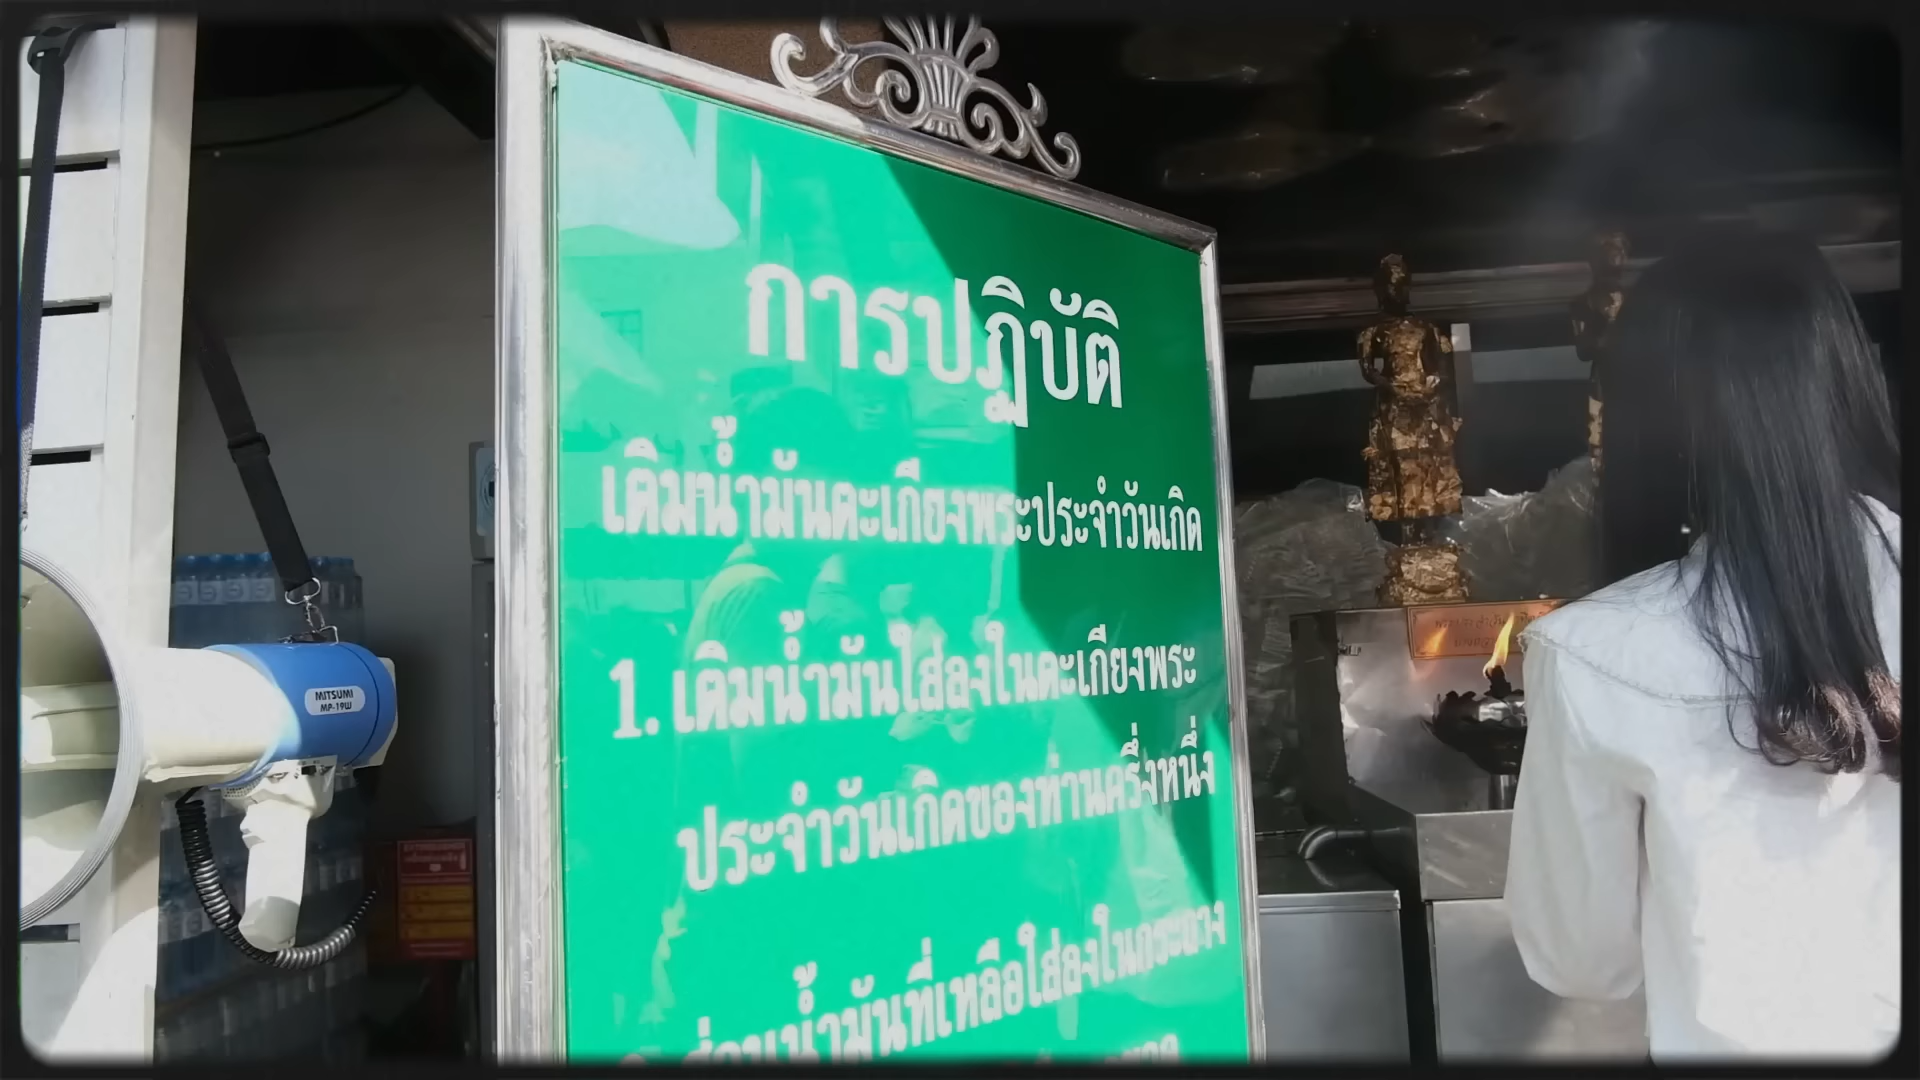 การปฏิบัติ
เติมน้ำมันตะเกียงพระประจำวันเกิด
1. เติมน้ำมันใส่ลงในตะเกียงพระ
ประจำวันเกิดของท่านครึ่งหนึ่ง
ส่วนน้ำมันที่เหลือใส่ลงในกระถาง
MITSUMI
MP-19W